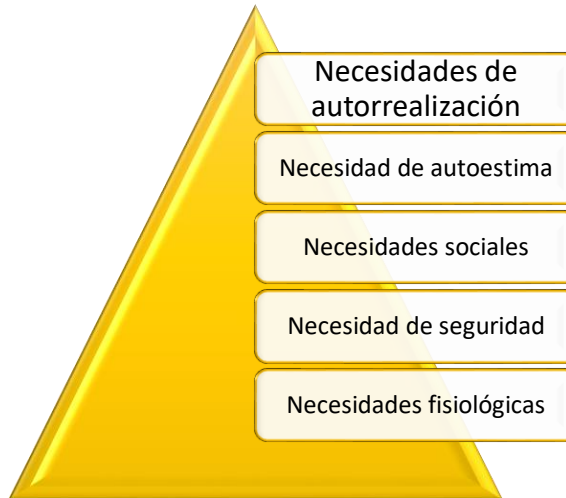 Necesidades de
autorrealización
Necesidad de autoestima
Necesidades sociales
Necesidad de seguridad
Necesidades fisiológicas